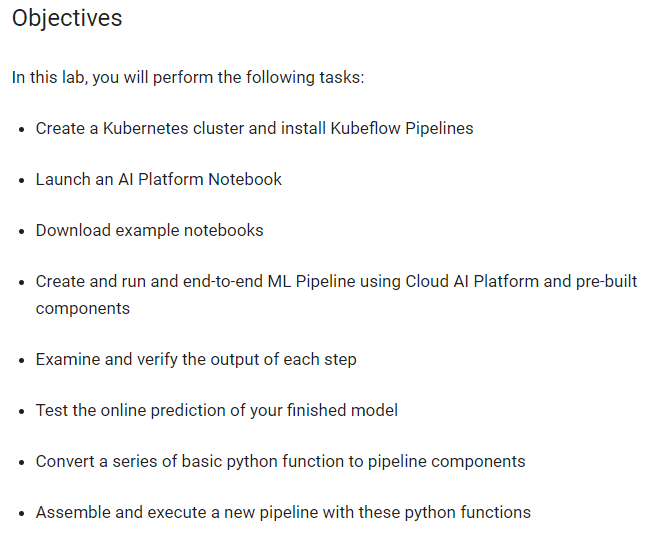 Objectives
In this lab, you will perform the following tasks:
• Create a Kubernetes cluster and install Kubeflow Pipelines
• Launch an AI Platform Notebook
• Download example notebooks
• Create and run and end-to-end ML Pipeline using Cloud AI Platform and pre-built
components
• Examine and verify the output of each step
• Test the online prediction of your finished model
• Convert a series of basic python function to pipeline components
• Assemble and execute a new pipeline with these python functions